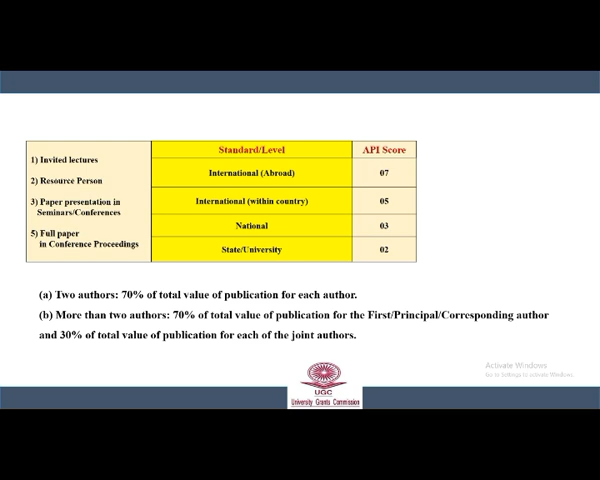 Standard/Level API Score
1) Invited lectures
2) Resource Person
3) Paper presentation in
Seminars/Conferences
5) Full paper
in Conference Proceedings
International (Abroad) 07
International (within country) 05
National 03
State/University 02
(a) Two authors: 70% of total value of publication for each author.
(b) More than two authors: 70% of total value of publication for the First/Principal/Corresponding author
and 30% of total value of publication for each of the joint authors.
Activate Windows
Go to Settings to activate Windows.
UGC
University Grants Commission